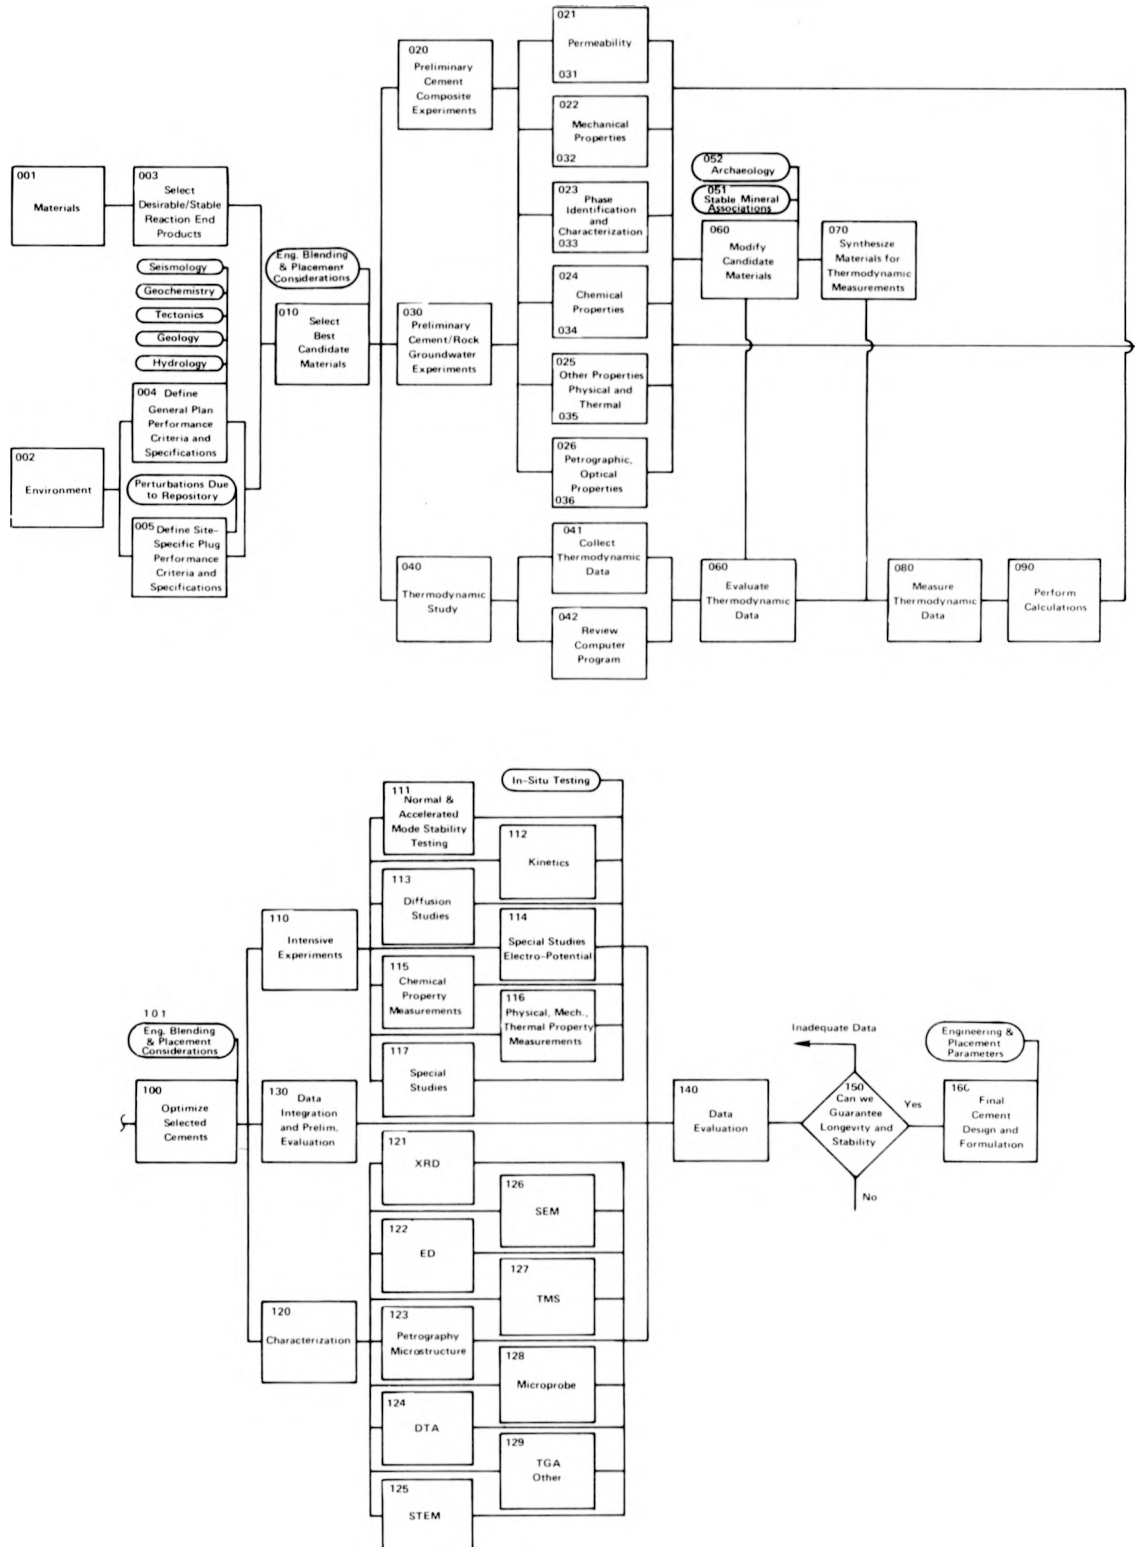 001
Materials
003
Select
Desirable/Stable
Reaction End
Products
Seismology
Geochemistry
Tectonics
Geology
Hydrology
004 Define
General Plan
Performance
Criteria and
Specifications
002
Environment
Perturbations Due
to Repository
005 Define Site-
Specific Plug
Performance
Criteria and
Specifications
Eng. Blending
& Placement
Considerations
010
Select
Best
Candidate
Materials
020
Preliminary
Cement
Composite
Experiments
030
Preliminary
Cement/Rock
Groundwater
Experiments
040
Thermodynamic
Study
021
Permeability
031
022
Mechanical
Properties
032
023
Phase
Identification
and
Characterization
033
024
Chemical
Properties
034
025
Other Properties
Physical and
Thermal
035
026
Petrographic,
Optical
Properties
036
041
Collect
Thermodynamic
Data
042
Review
Computer
Program
052
Archaeology
051
Stable Mineral
Associations
060
Modify
Candidate
Materials
070
Synthesize
Materials for
Thermodynamic
Measurements
060
Evaluate
Thermodynamic
Data
080
Measure
Thermodynamic
Data
090
Perform
Calculations
101
Eng. Blending
& Placement
Considerations
100
Optimize
Selected
Cements
110
Intensive
Experiments
130
Data
Integration
and Prelim.
Evaluation
120
Characterization
In-Situ Testing
111
Normal &
Accelerated
Mode Stability
Testing
112
Kinetics
113
Diffusion
Studies
114
Special Studies
Electro-Potential
115
Chemical
Property
Measurements
116
Physical, Mech.,
Thermal Property
Measurements
117
Special
Studies
121
XRD
126
SEM
122
ED
127
TMS
123
Petrography
Microstructure
128
Microprobe
124
DTA
129
TGA
Other
125
STEM
140
Data
Evaluation
Inadequate Data
150
Can we
Guarantee
Longevity and
Stability
Yes
No
Engineering &
Placement
Parameters
160
Final
Cement
Design and
Formulation